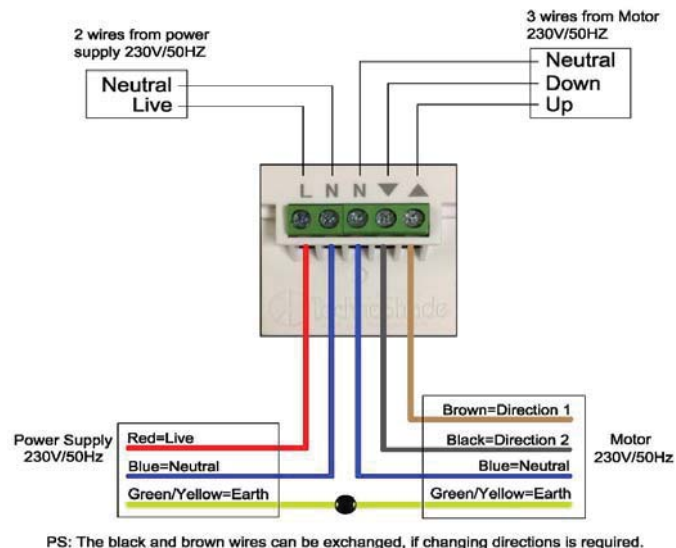 2 wires from power
supply 230V/50HZ
Neutral
Live
3 wires from Motor
230V/50HZ
Neutral
Down
Up
L N N ▼ ▲
TechnoShade
Power Supply
230V/50Hz
Red=Live
Blue=Neutral
Green/Yellow=Earth
Brown=Direction 1
Black=Direction 2
Blue=Neutral
Green/Yellow=Earth
Motor
230V/50Hz
PS: The black and brown wires can be exchanged, if changing directions is required.